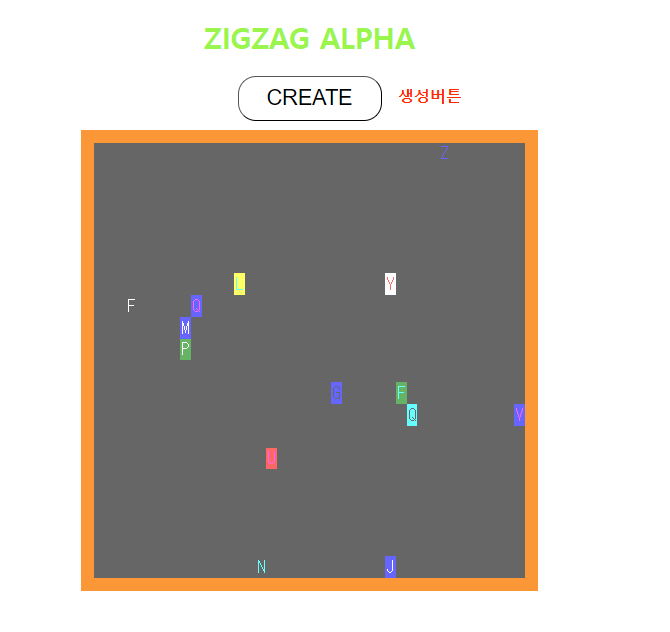 ZIGZAG ALPHA
CREATE 생성버튼
Z
L Y
F Q
M
P
G F
Q V
U
N J